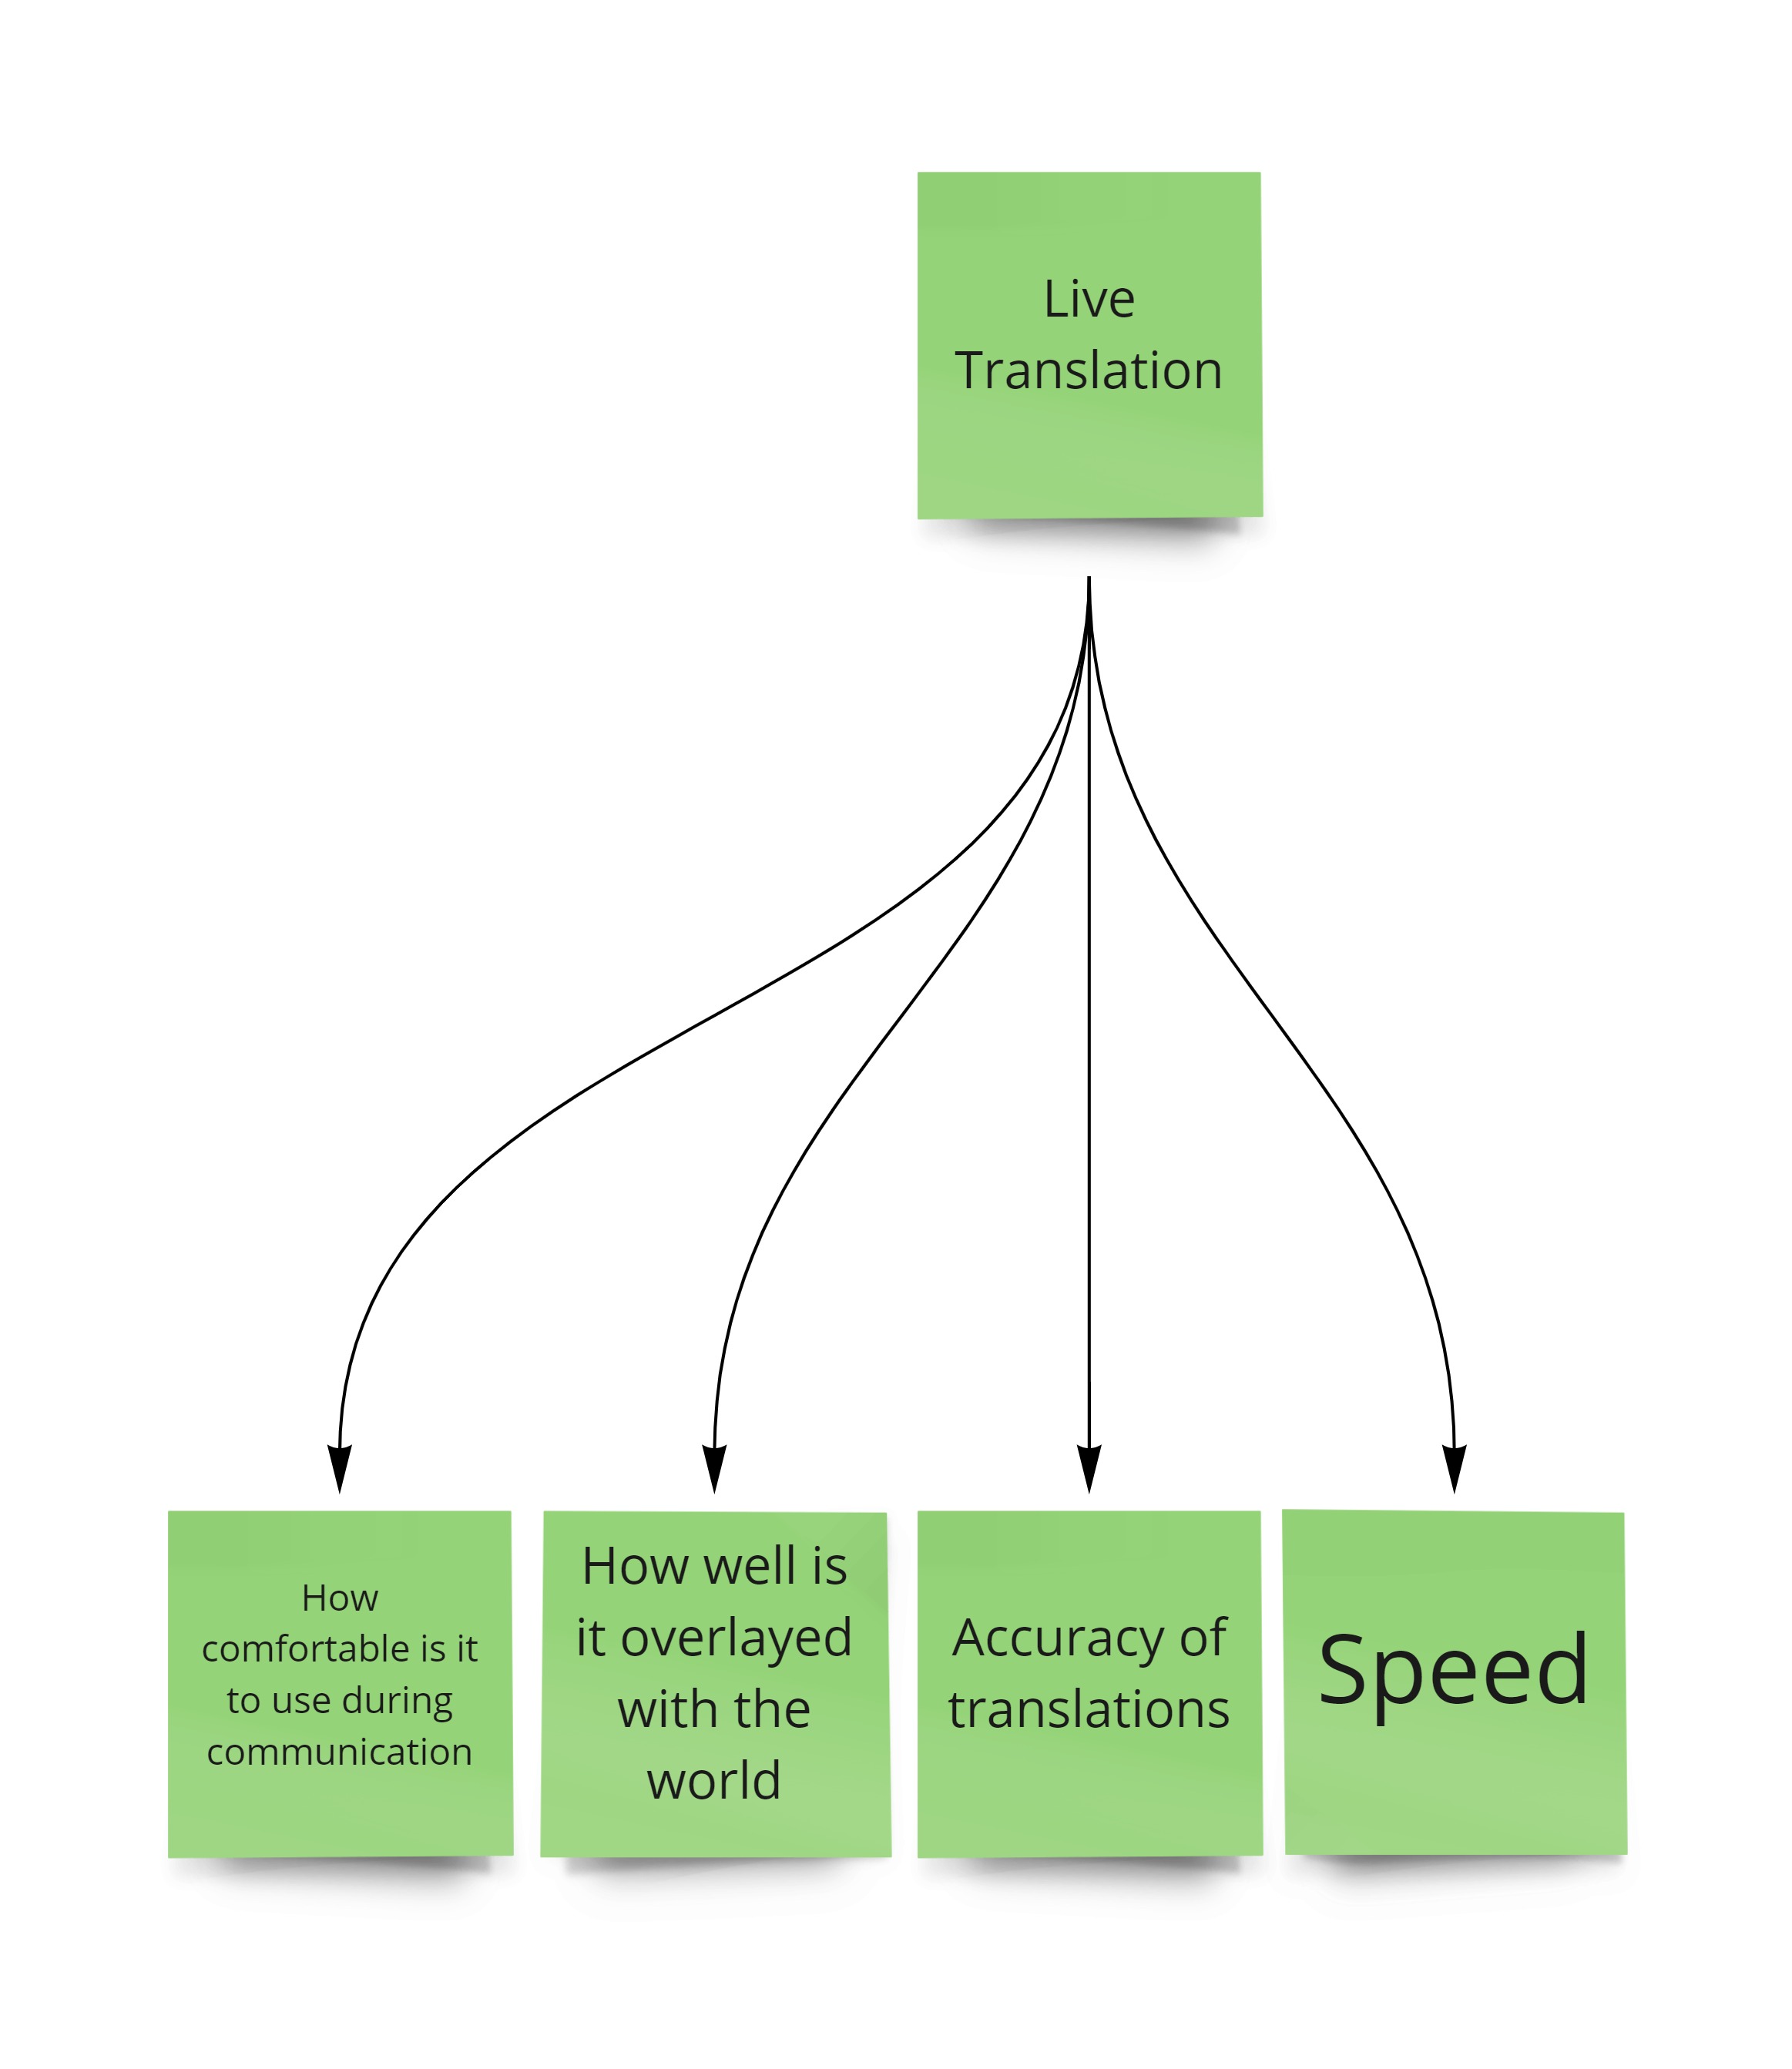 Live
Translation
How
comfortable is it
to use during
communication
How well is
it overlayed
with the
world
Accuracy of
translations
Speed